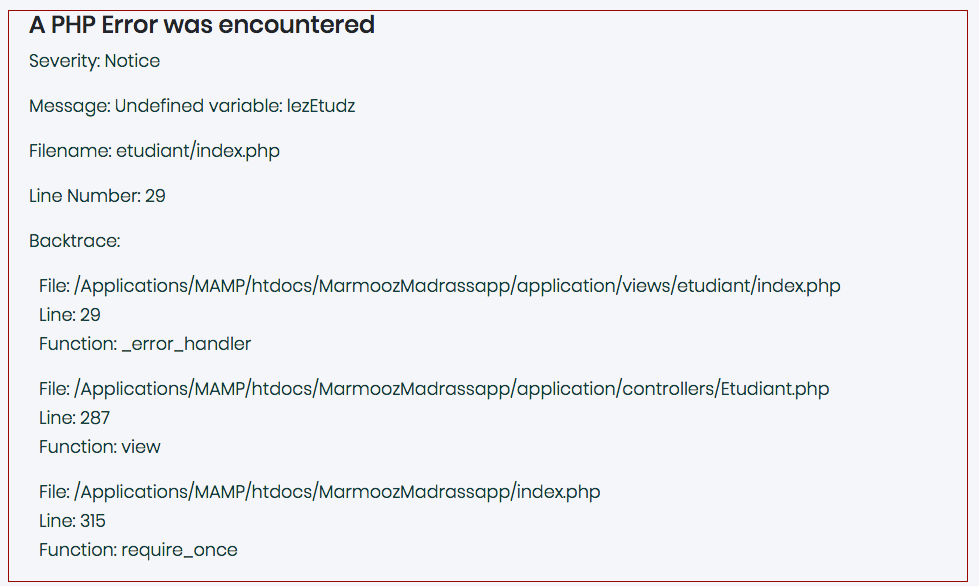 A PHP Error was encountered
Severity: Notice
Message: Undefined variable: lezEtudz
Filename: etudiant/index.php
Line Number: 29
Backtrace:
File: /Applications/MAMP/htdocs/MarmoozMadrassapp/application/views/etudiant/index.php
Line: 29
Function: _error_handler
File: /Applications/MAMP/htdocs/MarmoozMadrassapp/application/controllers/Etudiant.php
Line: 287
Function: view
File: /Applications/MAMP/htdocs/MarmoozMadrassapp/index.php
Line: 315
Function: require_once